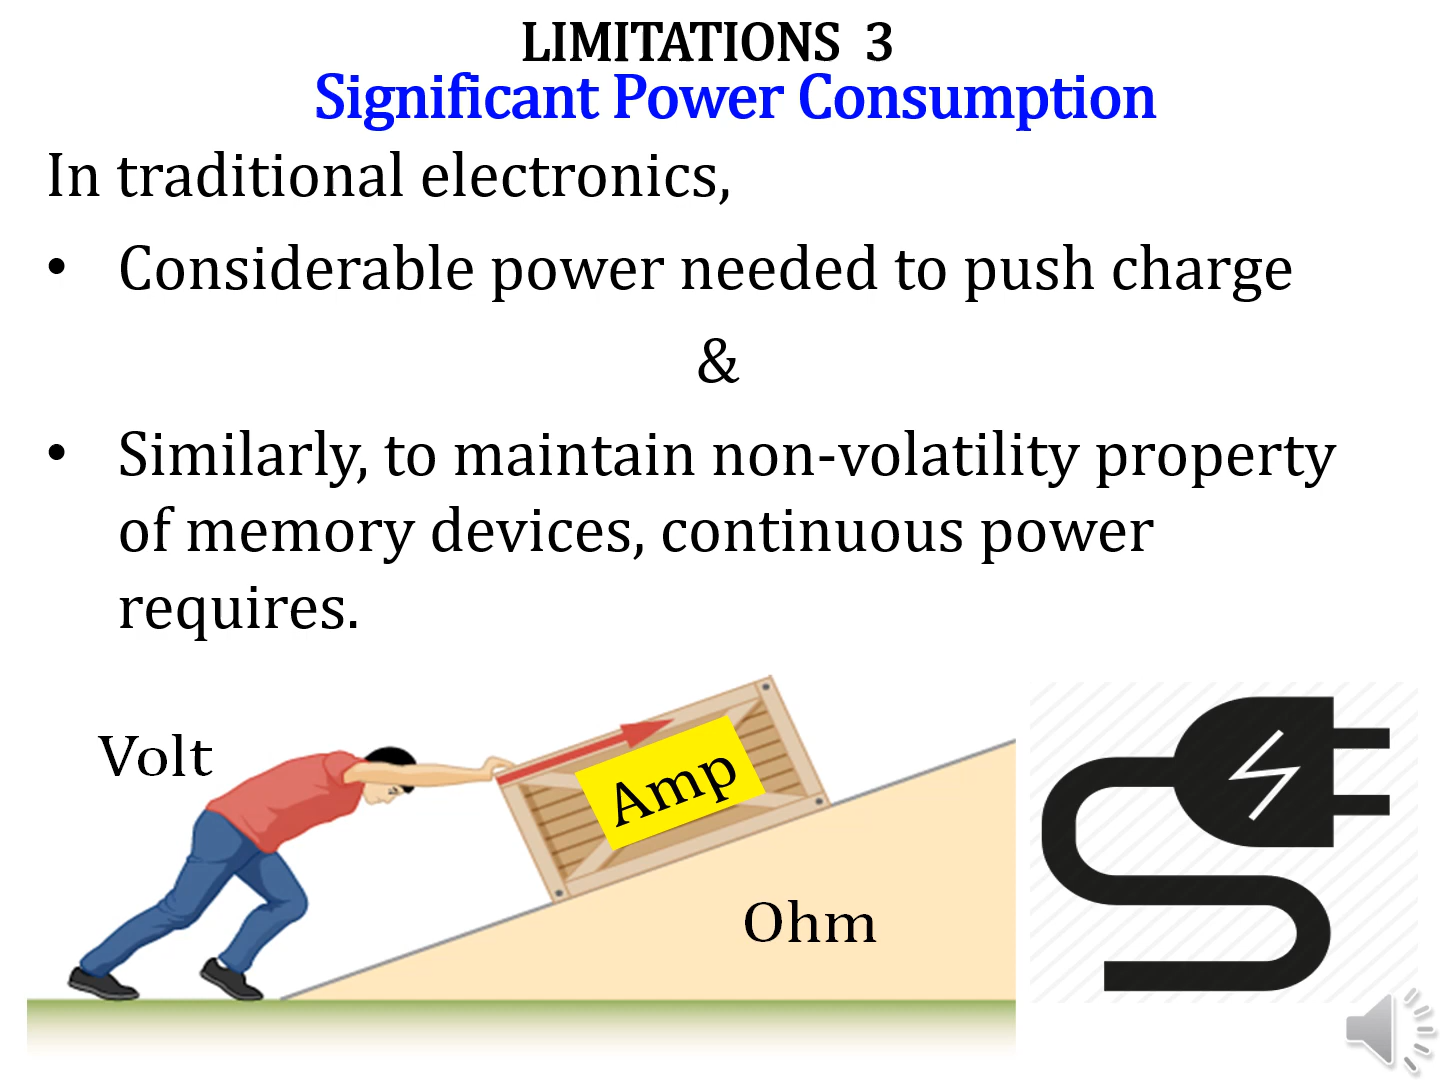 LIMITATIONS 3
Significant Power Consumption
In traditional electronics,
• Considerable power needed to push charge
&
• Similarly, to maintain non-volatility property
of memory devices, continuous power
requires.
Volt
Amp
Ohm